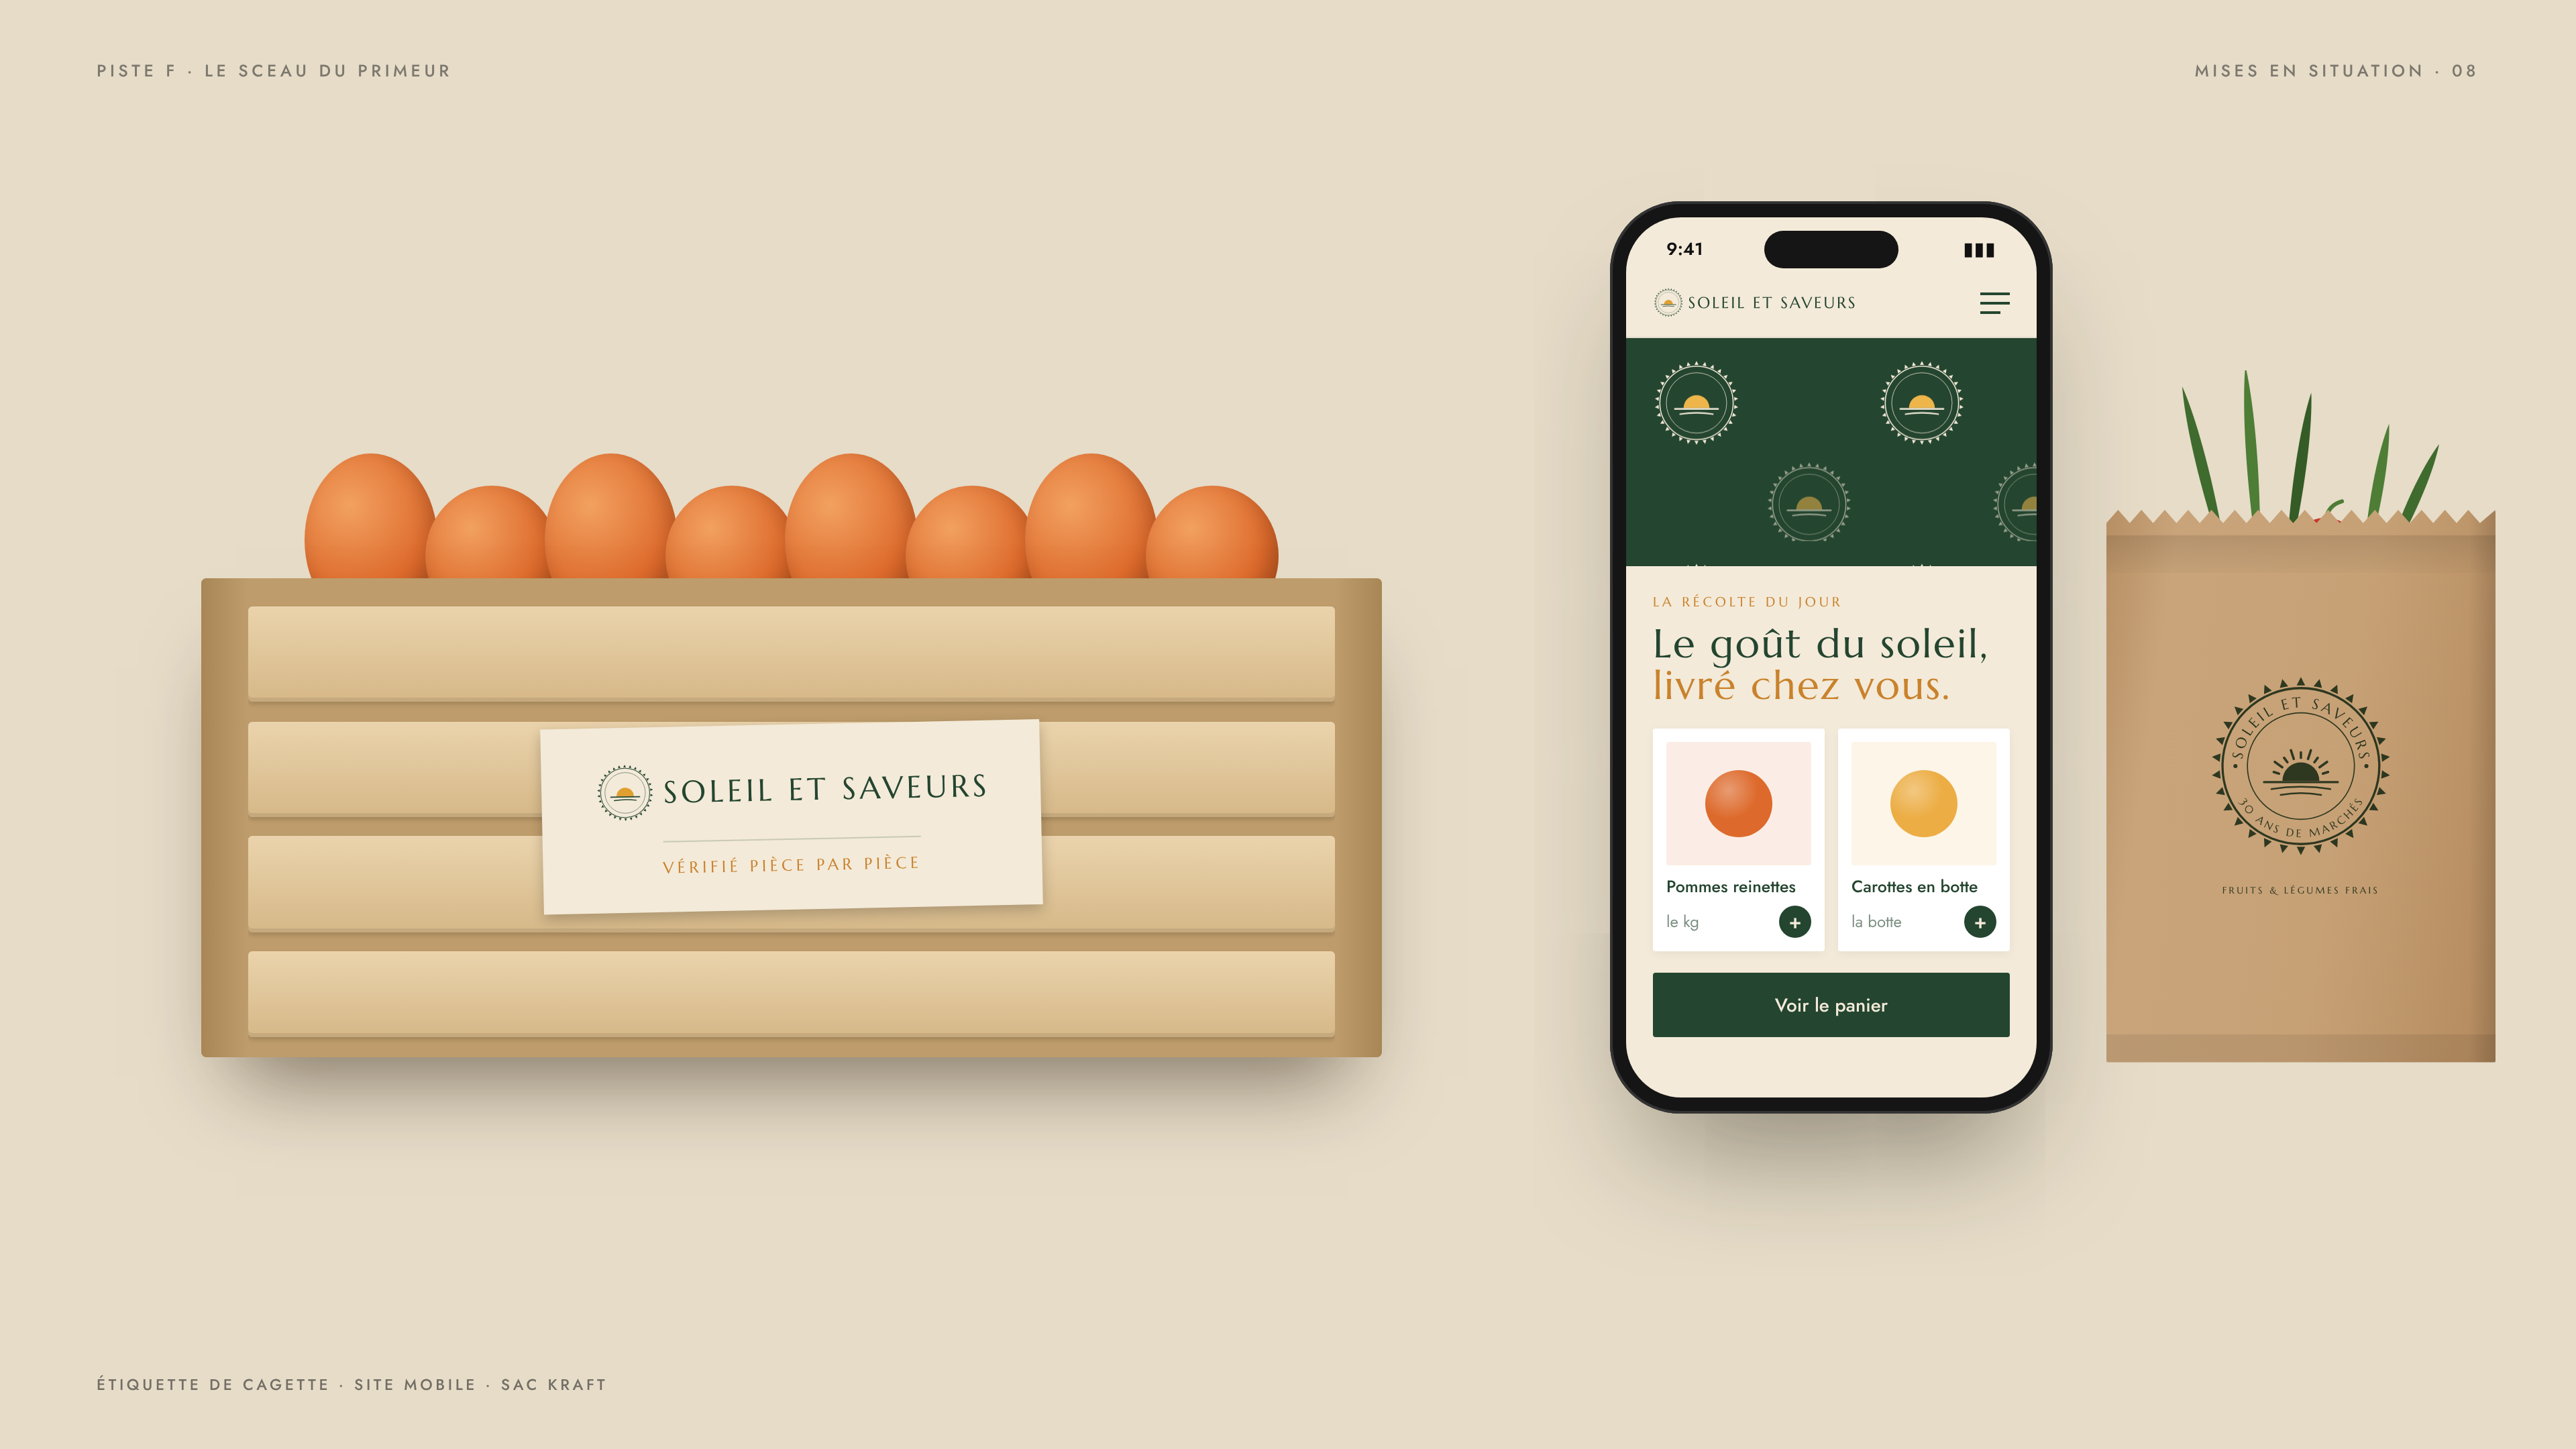 PISTE F · LE SCEAU DU PRIMEUR
MISES EN SITUATION · 08
SOLEIL ET SAVEURS
VÉRIFIÉ PIÈCE PAR PIÈCE
9:41
SOLEIL ET SAVEURS
LA RÉCOLTE DU JOUR
Le goût du soleil,
livré chez vous.
Pommes reinettes
Carottes en botte
le kg
+
la botte
+
Voir le panier
• SOLEIL ET SAVEURS •
30 ANS DE MARCHÉS
FRUITS & LÉGUMES FRAIS
ÉTIQUETTE DE CAGETTE · SITE MOBILE · SAC KRAFT